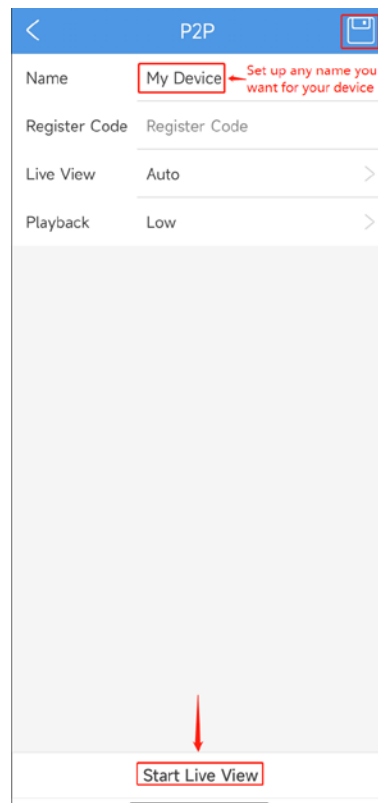 P2P
Name
My Device
Set up any name you
want for your device
Register Code
Register Code
Live View
Auto
Playback
Low
Start Live View